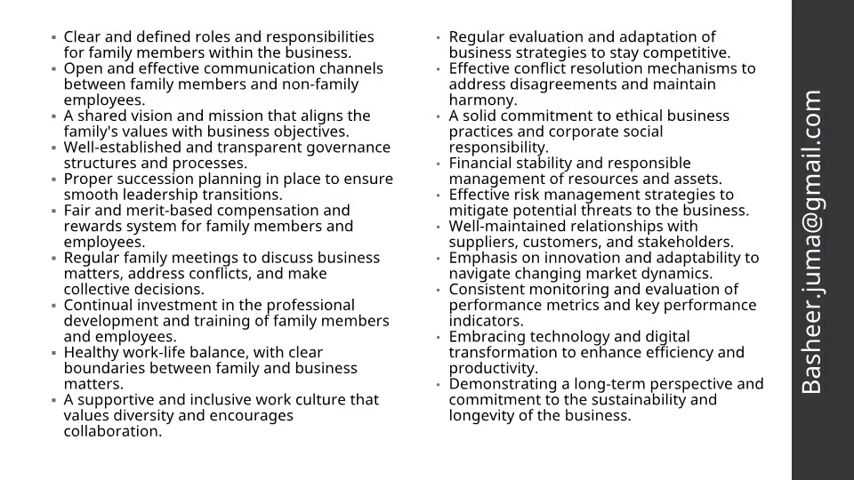 Clear and defined roles and responsibilities
for family members within the business.
Open and effective communication channels
between family members and non-family
employees.
A shared vision and mission that aligns the
family's values with business objectives.
Well-established and transparent governance
structures and processes.
Proper succession planning in place to ensure
smooth leadership transitions.
Fair and merit-based compensation and
rewards system for family members and
employees.
Regular family meetings to discuss business
matters, address conflicts, and make
collective decisions.
Continual investment in the professional
development and training of family members
and employees.
Healthy work-life balance, with clear
boundaries between family and business
matters.
A supportive and inclusive work culture that
values diversity and encourages
collaboration.
Regular evaluation and adaptation of
business strategies to stay competitive.
Effective conflict resolution mechanisms to
address disagreements and maintain
harmony.
A solid commitment to ethical business
practices and corporate social
responsibility.
Financial stability and responsible
management of resources and assets.
Effective risk management strategies to
mitigate potential threats to the business.
Well-maintained relationships with
suppliers, customers, and stakeholders.
Emphasis on innovation and adaptability to
navigate changing market dynamics.
Consistent monitoring and evaluation of
performance metrics and key performance
indicators.
Embracing technology and digital
transformation to enhance efficiency and
productivity.
Demonstrating a long-term perspective and
commitment to the sustainability and
longevity of the business.
Basheer.juma@gmail.com